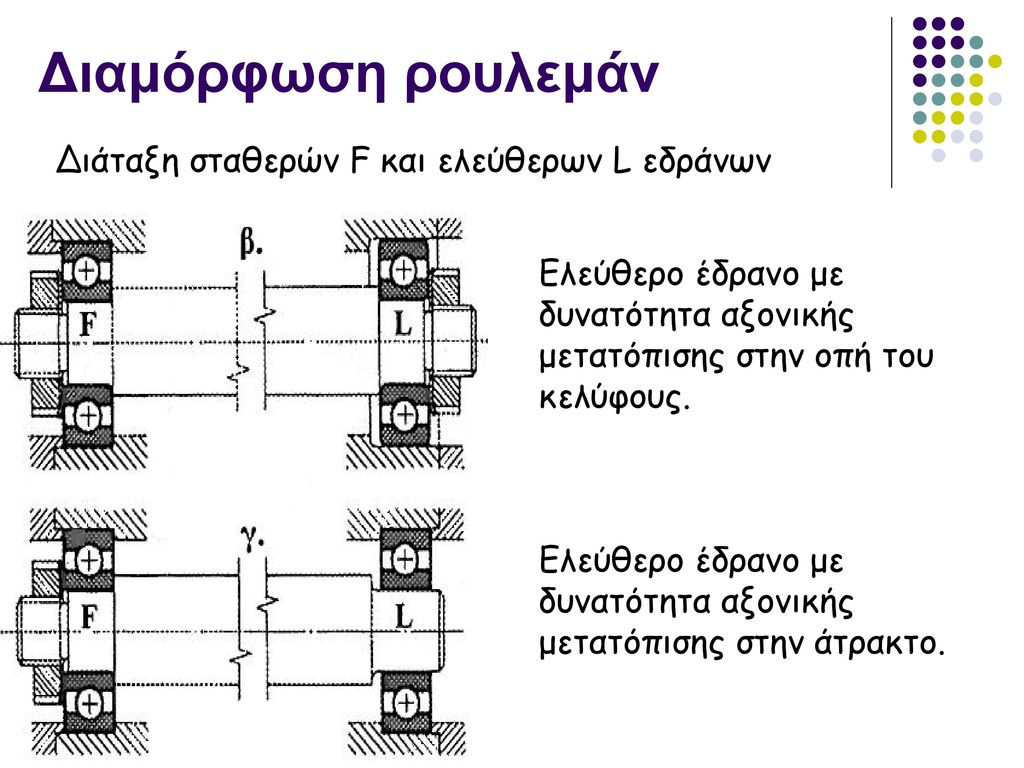 Διαμόρφωση ρουλεμάν
Διάταξη σταθερών F και ελεύθερων L εδράνων
β.
F
L
Ελεύθερο έδρανο με
δυνατότητα αξονικής
μετατόπισης στην οπή του
κελύφους.
γ.
F
L
Ελεύθερο έδρανο με
δυνατότητα αξονικής
μετατόπισης στην άτρακτο.